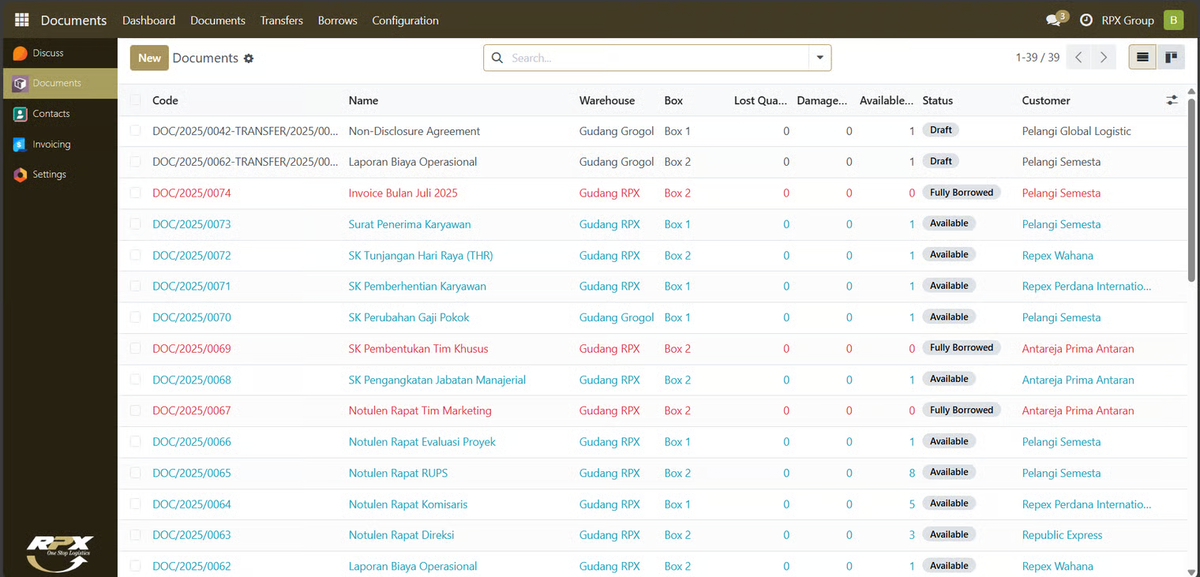 Documents Dashboard Documents Transfers Borrows Configuration 3 RPX Group B
Discuss
Documents
Contacts
Invoicing
Settings
New Documents Search... 1-39 / 39
Code Name Warehouse Box Lost Qua... Damage... Available... Status Customer
DOC/2025/0042-TRANSFER/2025/00... Non-Disclosure Agreement Gudang Grogol Box 1 0 0 1 Draft Pelangi Global Logistic
DOC/2025/0062-TRANSFER/2025/00... Laporan Biaya Operasional Gudang Grogol Box 2 0 0 1 Draft Pelangi Semesta
DOC/2025/0074 Invoice Bulan Juli 2025 Gudang RPX Box 2 0 0 0 Fully Borrowed Pelangi Semesta
DOC/2025/0073 Surat Penerima Karyawan Gudang RPX Box 1 0 0 1 Available Pelangi Semesta
DOC/2025/0072 SK Tunjangan Hari Raya (THR) Gudang RPX Box 2 0 0 1 Available Repex Wahana
DOC/2025/0071 SK Pemberhentian Karyawan Gudang RPX Box 1 0 0 1 Available Repex Perdana Internatio...
DOC/2025/0070 SK Perubahan Gaji Pokok Gudang Grogol Box 1 0 0 1 Available Pelangi Semesta
DOC/2025/0069 SK Pembentukan Tim Khusus Gudang RPX Box 2 0 0 0 Fully Borrowed Antareja Prima Antaran
DOC/2025/0068 SK Pengangkatan Jabatan Manajerial Gudang RPX Box 2 0 0 1 Available Antareja Prima Antaran
DOC/2025/0067 Notulen Rapat Tim Marketing Gudang RPX Box 2 0 0 0 Fully Borrowed Antareja Prima Antaran
DOC/2025/0066 Notulen Rapat Evaluasi Proyek Gudang RPX Box 1 0 0 1 Available Pelangi Semesta
DOC/2025/0065 Notulen Rapat RUPS Gudang RPX Box 2 0 0 8 Available Pelangi Semesta
DOC/2025/0064 Notulen Rapat Komisaris Gudang RPX Box 1 0 0 5 Available Repex Perdana Internatio...
DOC/2025/0063 Notulen Rapat Direksi Gudang RPX Box 2 0 0 3 Available Republic Express
DOC/2025/0062 Laporan Biaya Operasional Gudang RPX Box 2 0 0 1 Available Repex Wahana
RPX
One Stop Logistics